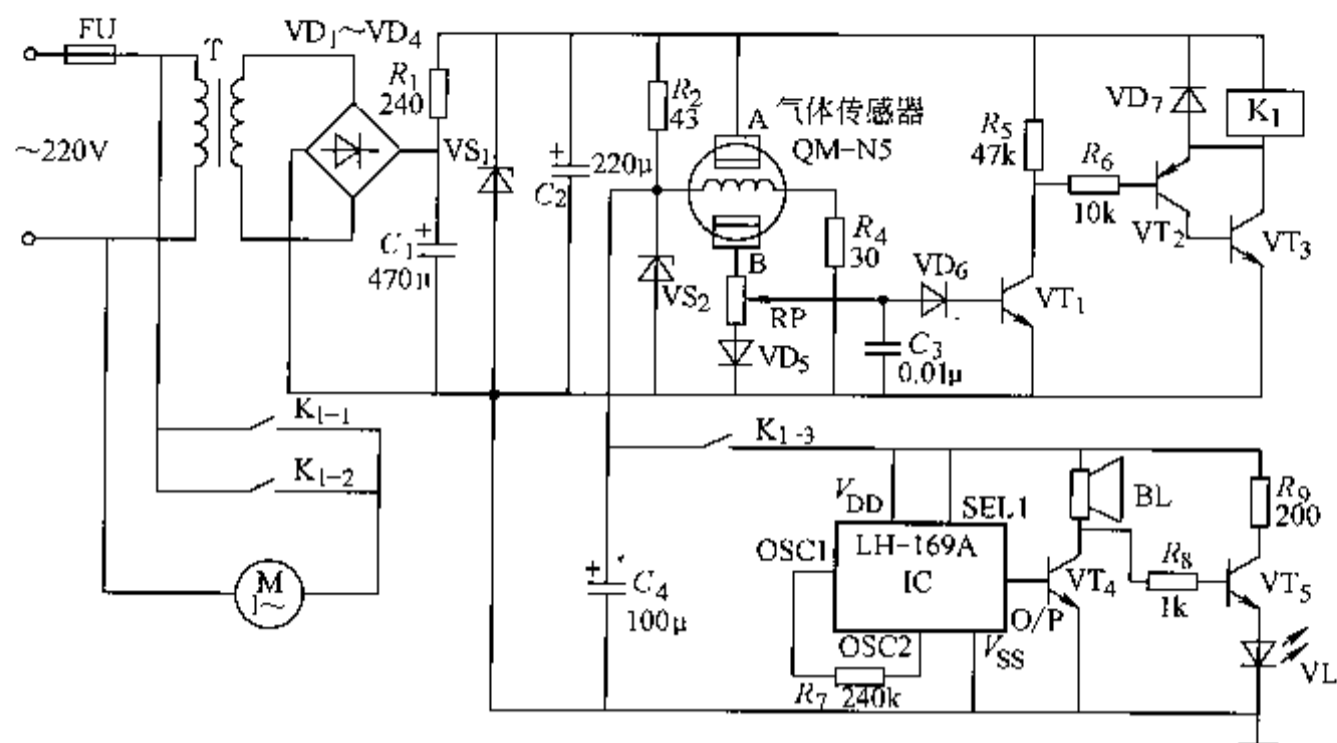 FU
T
VD1~VD4
~220V
R1
240
C1
470μ
VS1
220μ
C2
R2
43
气体传感器
QM-N5
A
B
VS2
RP
VD5
R4
30
VD6
C3
0.01μ
R5
47k
R6
10k
VT1
VD7
K1
VT2
VT3
K1-1
K1-2
M
1~
K1-3
C4
100μ
VDD
SEL1
OSC1
LH-169A
IC
OSC2
VSS
O/P
R7
240k
BL
VT4
R8
1k
R9
200
VT5
VL